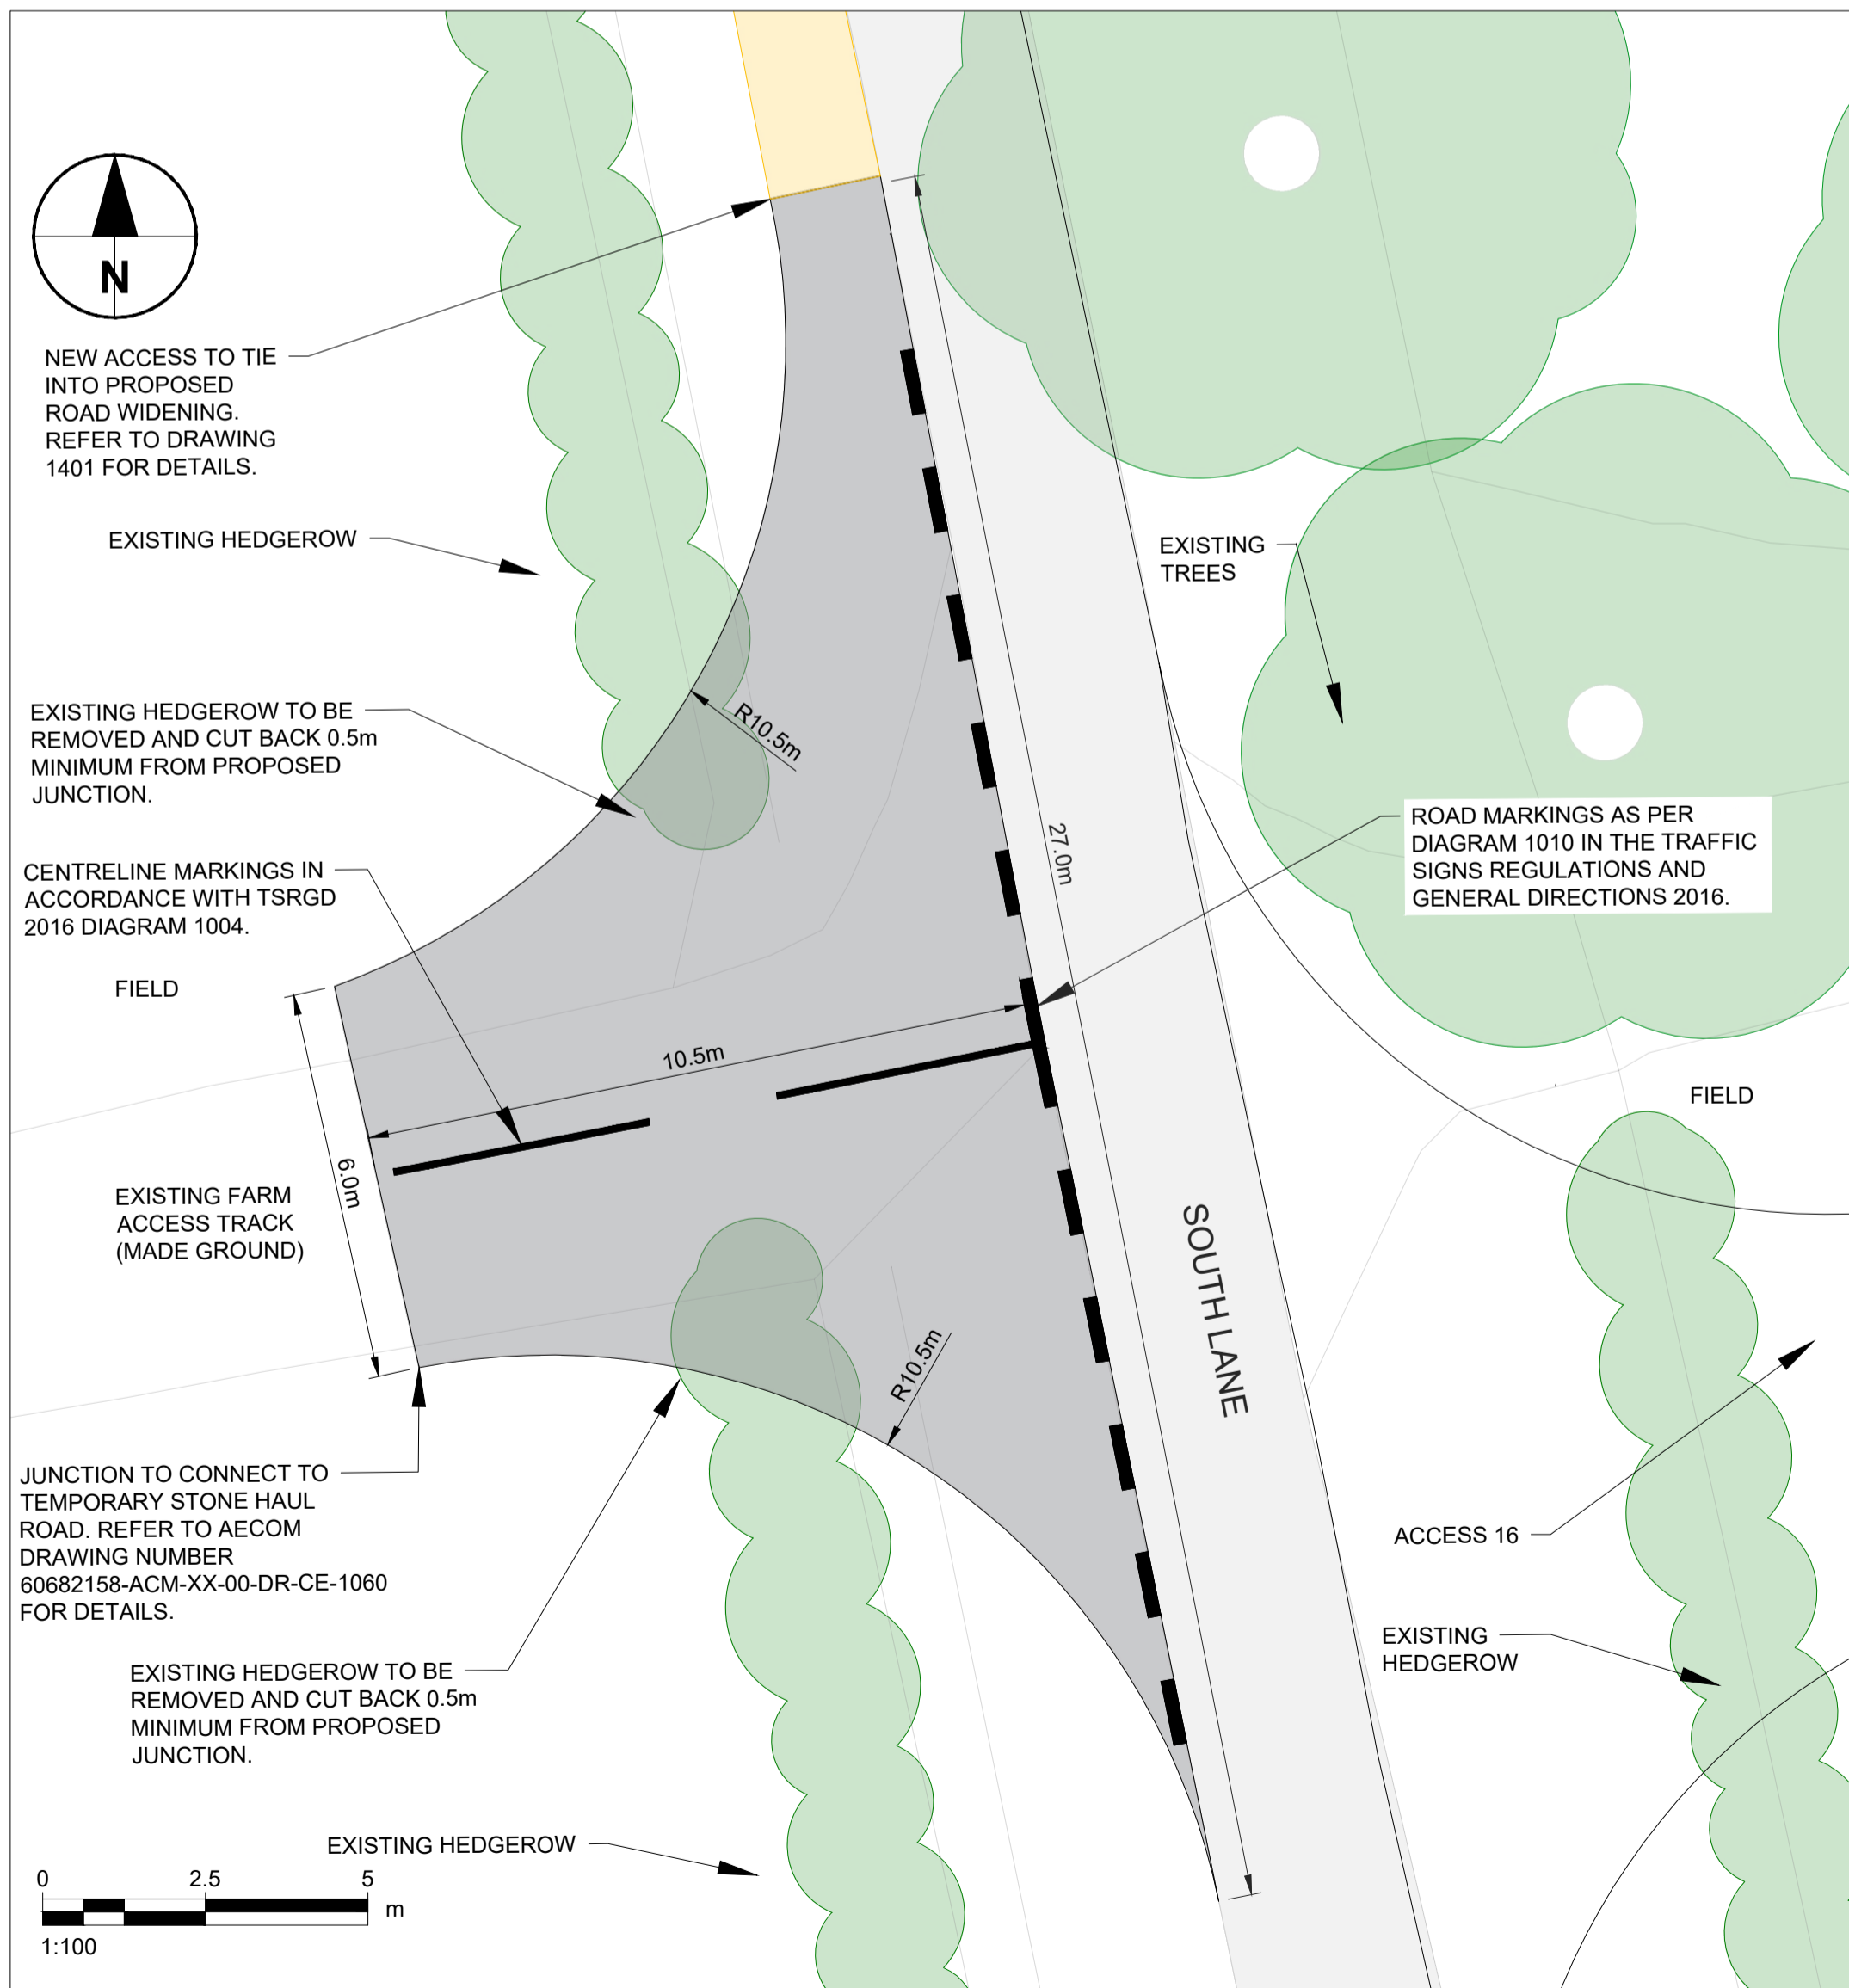 N
NEW ACCESS TO TIE
INTO PROPOSED
ROAD WIDENING.
REFER TO DRAWING
1401 FOR DETAILS.
EXISTING HEDGEROW
EXISTING
TREES
EXISTING HEDGEROW TO BE
REMOVED AND CUT BACK 0.5m
MINIMUM FROM PROPOSED
JUNCTION.
R10.5m
27.0m
ROAD MARKINGS AS PER
DIAGRAM 1010 IN THE TRAFFIC
SIGNS REGULATIONS AND
GENERAL DIRECTIONS 2016.
CENTRELINE MARKINGS IN
ACCORDANCE WITH TSRGD
2016 DIAGRAM 1004.
FIELD
10.5m
FIELD
6.0m
EXISTING FARM
ACCESS TRACK
(MADE GROUND)
SOUTH LANE
R10.5m
JUNCTION TO CONNECT TO
TEMPORARY STONE HAUL
ROAD. REFER TO AECOM
DRAWING NUMBER
60682158-ACM-XX-00-DR-CE-1060
FOR DETAILS.
ACCESS 16
EXISTING
HEDGEROW
EXISTING HEDGEROW TO BE
REMOVED AND CUT BACK 0.5m
MINIMUM FROM PROPOSED
JUNCTION.
EXISTING HEDGEROW
0 2.5 5
m
1:100